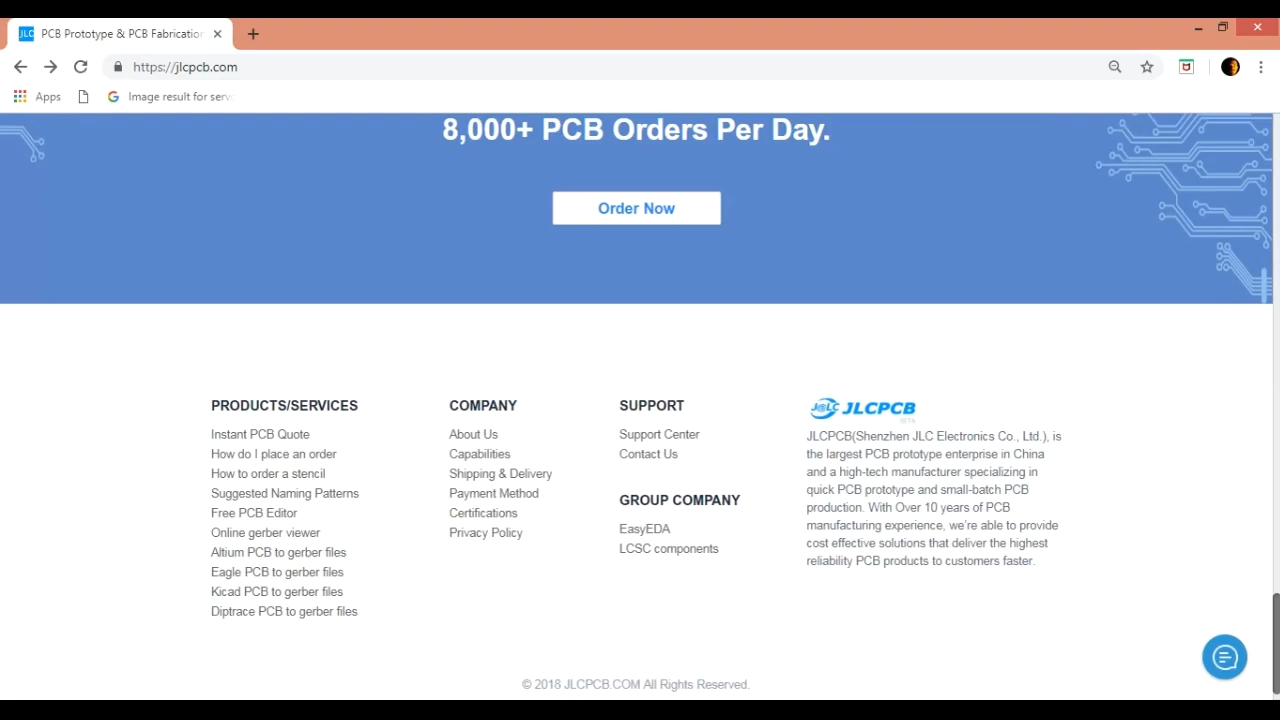 JLC PCB Prototype & PCB Fabrication
https://jlcpcb.com
Apps
Image result for serv
8,000+ PCB Orders Per Day.
Order Now
PRODUCTS/SERVICES
Instant PCB Quote
How do I place an order
How to order a stencil
Suggested Naming Patterns
Free PCB Editor
Online gerber viewer
Altium PCB to gerber files
Eagle PCB to gerber files
Kicad PCB to gerber files
Diptrace PCB to gerber files
COMPANY
About Us
Capabilities
Shipping & Delivery
Payment Method
Certifications
Privacy Policy
SUPPORT
Support Center
Contact Us
GROUP COMPANY
EasyEDA
LCSC components
J@LC JLCPCB
BETA
JLCPCB(Shenzhen JLC Electronics Co., Ltd.), is
the largest PCB prototype enterprise in China
and a high-tech manufacturer specializing in
quick PCB prototype and small-batch PCB
production. With Over 10 years of PCB
manufacturing experience, we're able to provide
cost effective solutions that deliver the highest
reliability PCB products to customers faster.
© 2018 JLCPCB.COM All Rights Reserved.